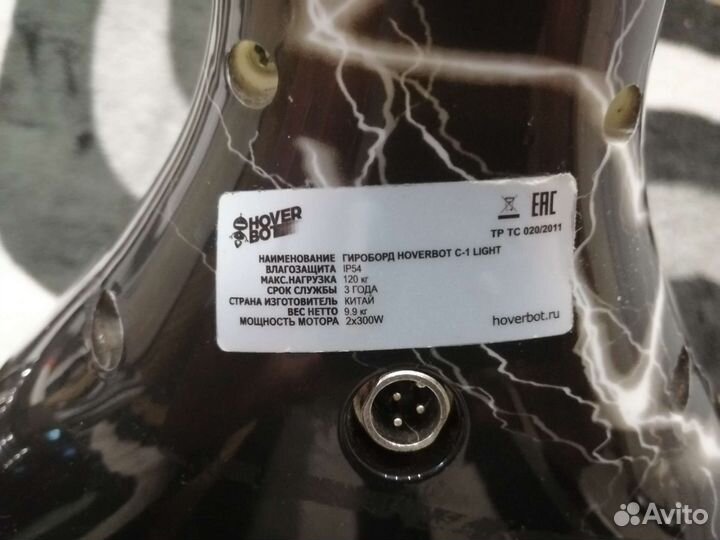 HOVER
BOT
EAC
ТР ТС 020/2011
НАИМЕНОВАНИЕ ГИРОБОРД HOVERBOT C-1 LIGHT
ВЛАГОЗАЩИТА IP54
МАКС.НАГРУЗКА 120 кг
СРОК СЛУЖБЫ 3 ГОДА
СТРАНА ИЗГОТОВИТЕЛЬ КИТАЙ
ВЕС НЕТТО 9.9 кг
МОЩНОСТЬ МОТОРА 2x300W
hoverbot.ru
Avito